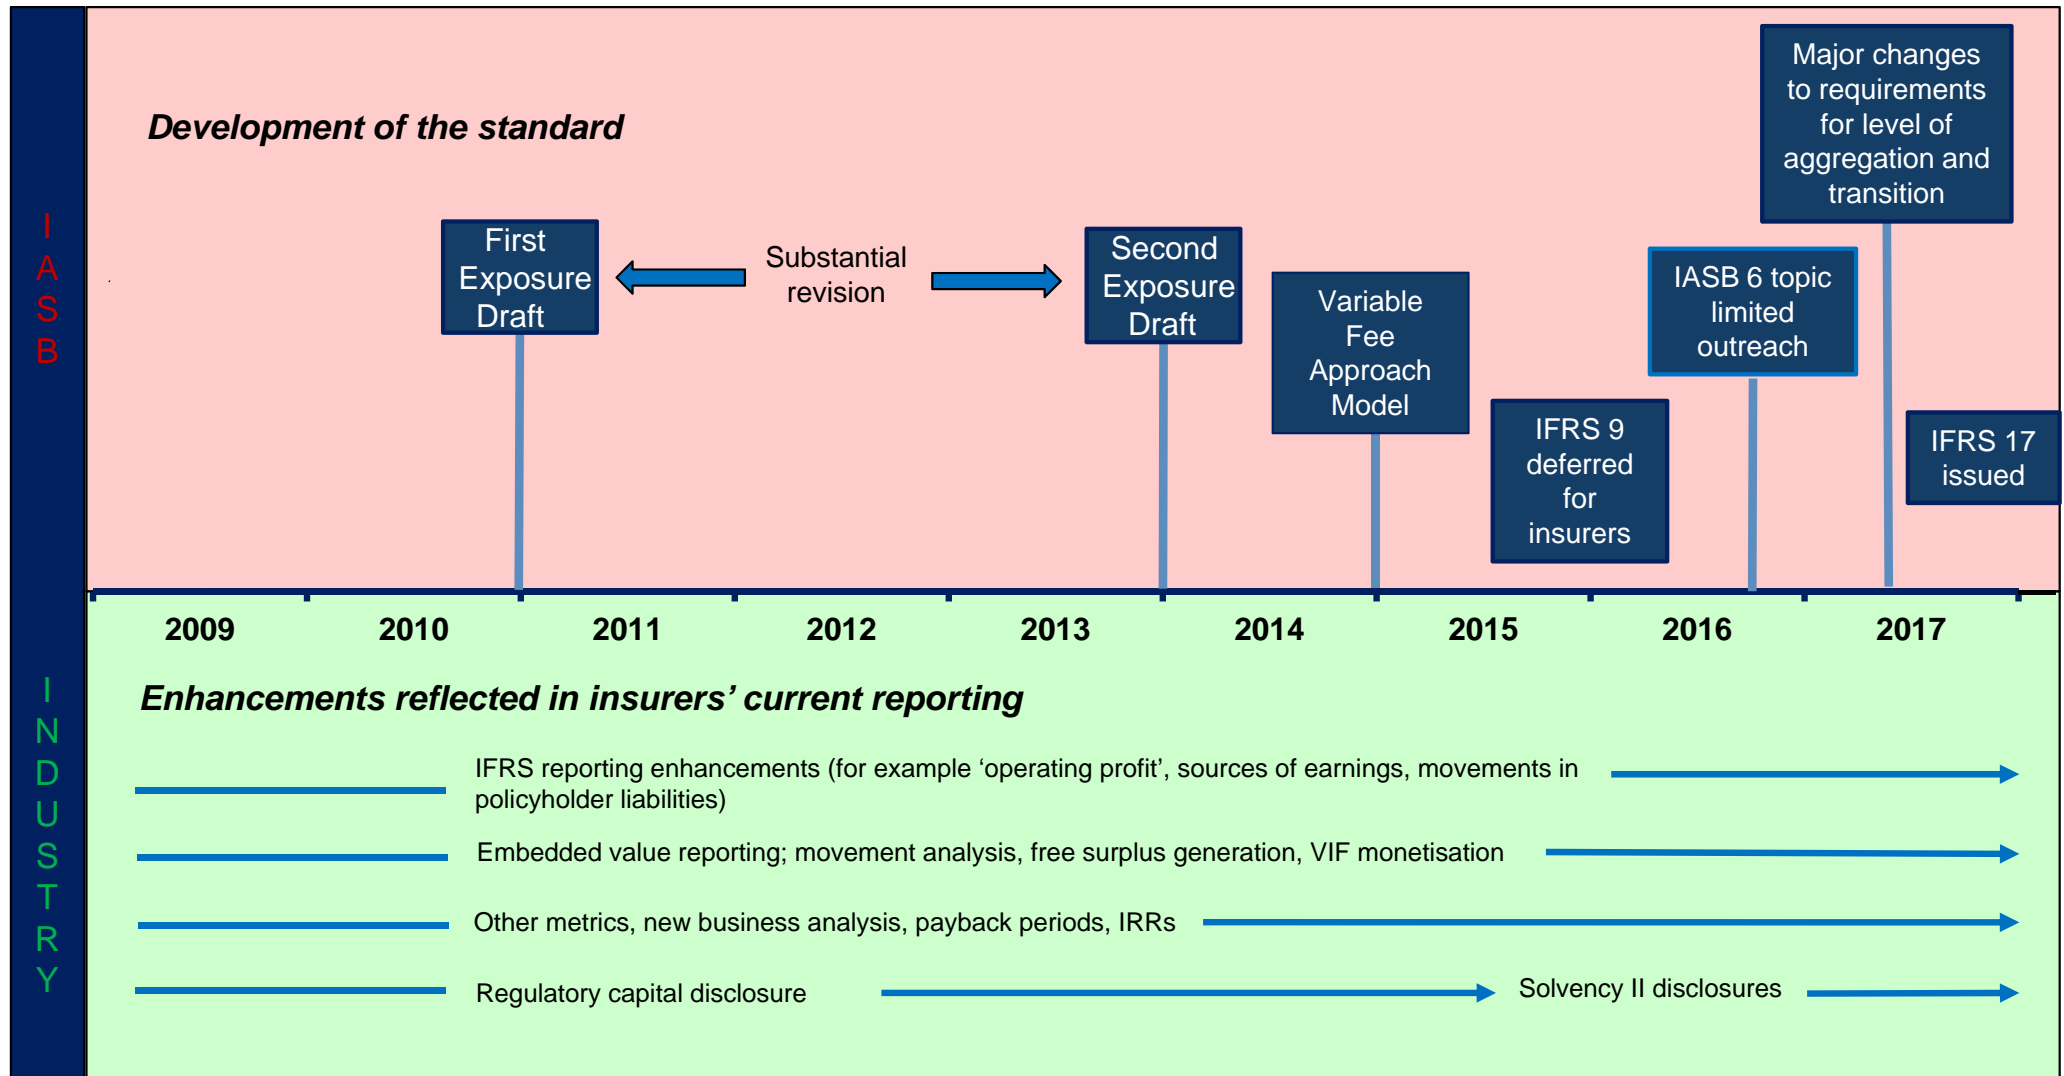 I
A
S
B
Development of the standard
First
Exposure
Draft
Substantial
revision
Second
Exposure
Draft
Variable
Fee
Approach
Model
IFRS 9
deferred
for
insurers
IASB 6 topic
limited
outreach
Major changes
to requirements
for level of
aggregation and
transition
IFRS 17
issued
2009
2010
2011
2012
2013
2014
2015
2016
2017
I
N
D
U
S
T
R
Y
Enhancements reflected in insurers’ current reporting
IFRS reporting enhancements (for example ‘operating profit’, sources of earnings, movements in
policyholder liabilities)
Embedded value reporting; movement analysis, free surplus generation, VIF monetisation
Other metrics, new business analysis, payback periods, IRRs
Regulatory capital disclosure
Solvency II disclosures